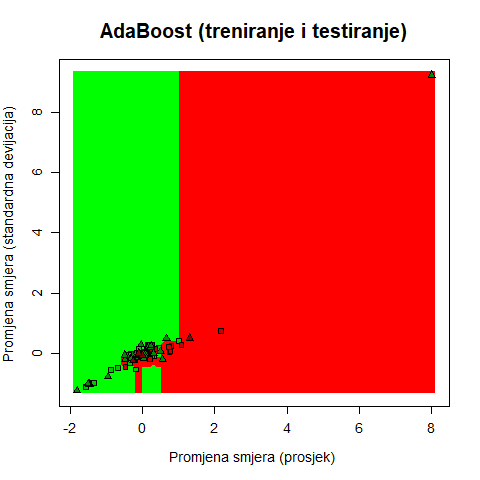 AdaBoost (treniranje i testiranje)
Promjena smjera (standardna devijacija)
8
6
4
2
0
-2 0 2 4 6 8
Promjena smjera (prosjek)